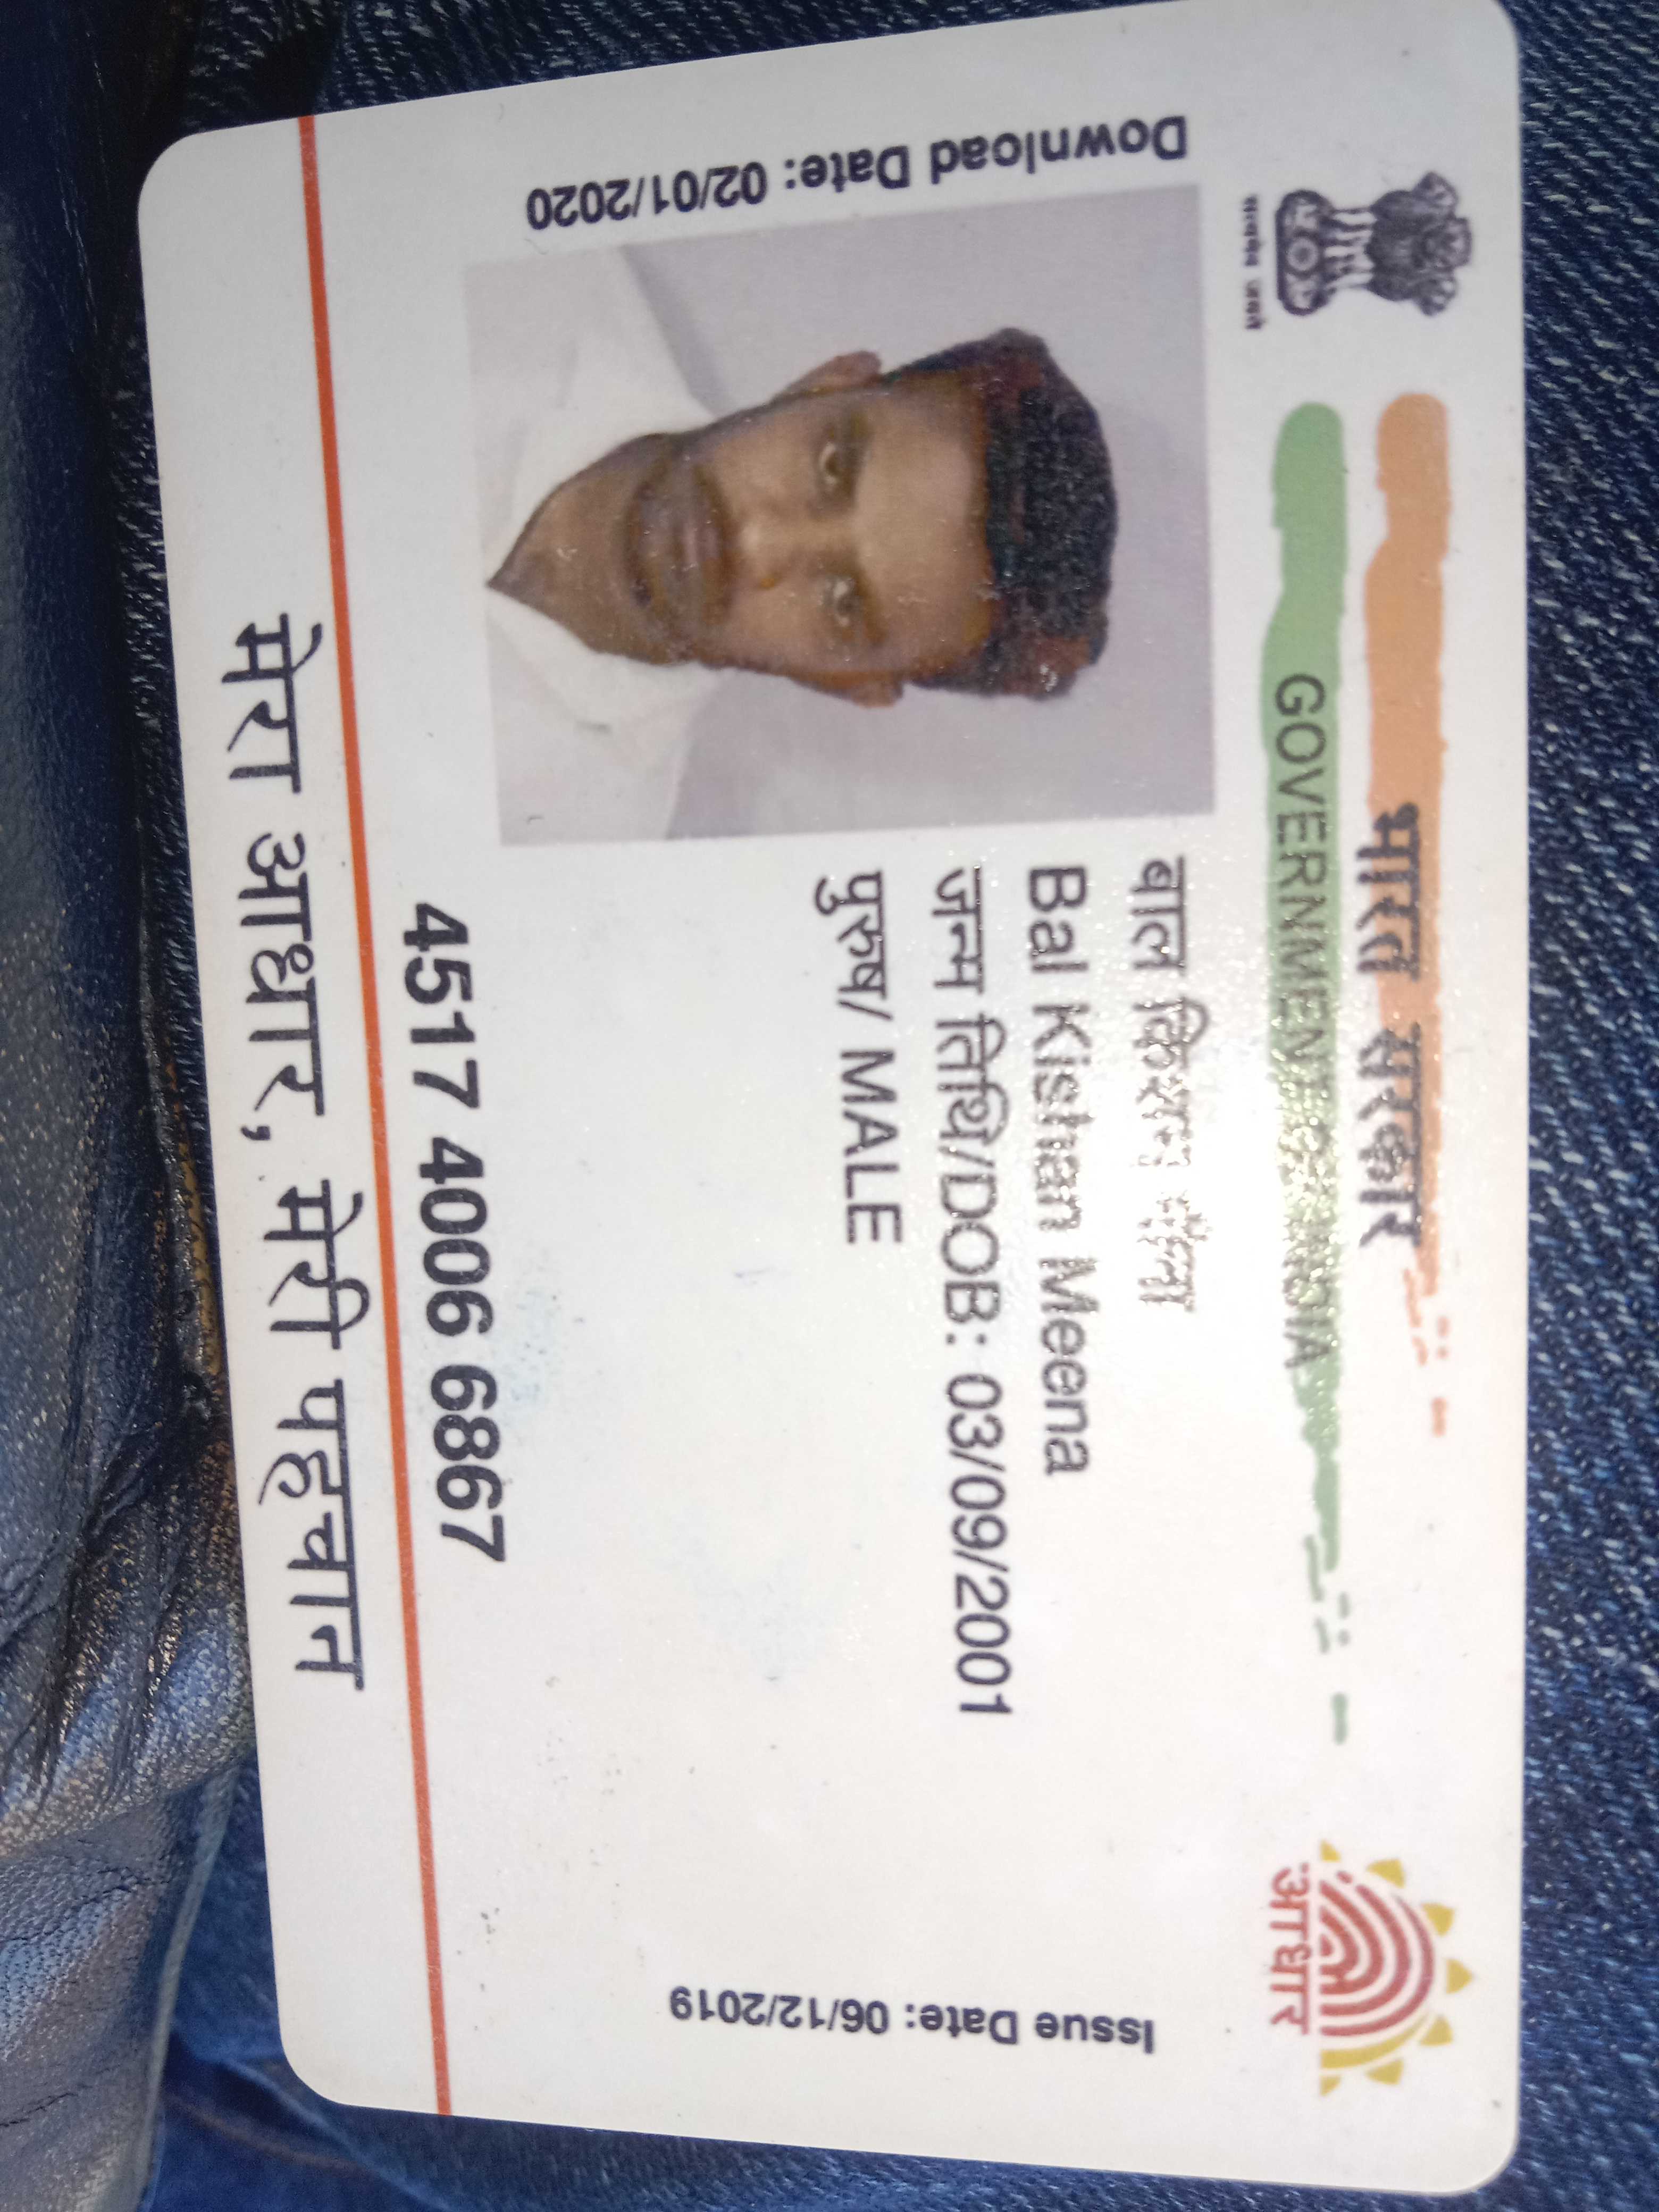 भारत सरकार
GOVERNMENT OF INDIA
सत्यमेव जयते
आधार
Download Date: 02/01/2020
Issue Date: 06/12/2019
बाल किशन मीना
Bal Kishan Meena
जन्म तिथि/DOB: 03/09/2001
पुरुष/ MALE
4517 4006 6867
मेरा आधार, मेरी पहचान